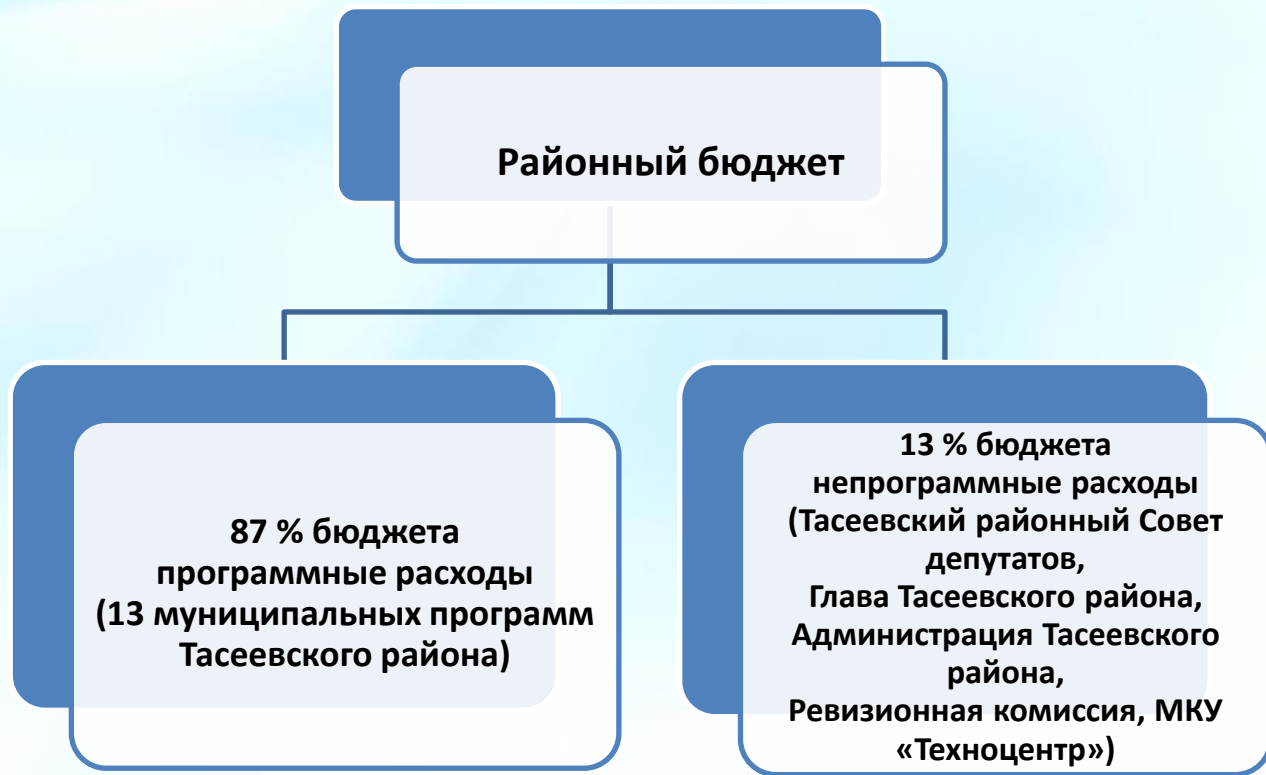 Районный бюджет
87 % бюджета
программные расходы
(13 муниципальных программ
Тасеевского района)
13 % бюджета
непрограммные расходы
(Тасеевский районный Совет
депутатов,
Глава Тасеевского района,
Администрация Тасеевского
района,
Ревизионная комиссия, МКУ
«Техноцентр»)